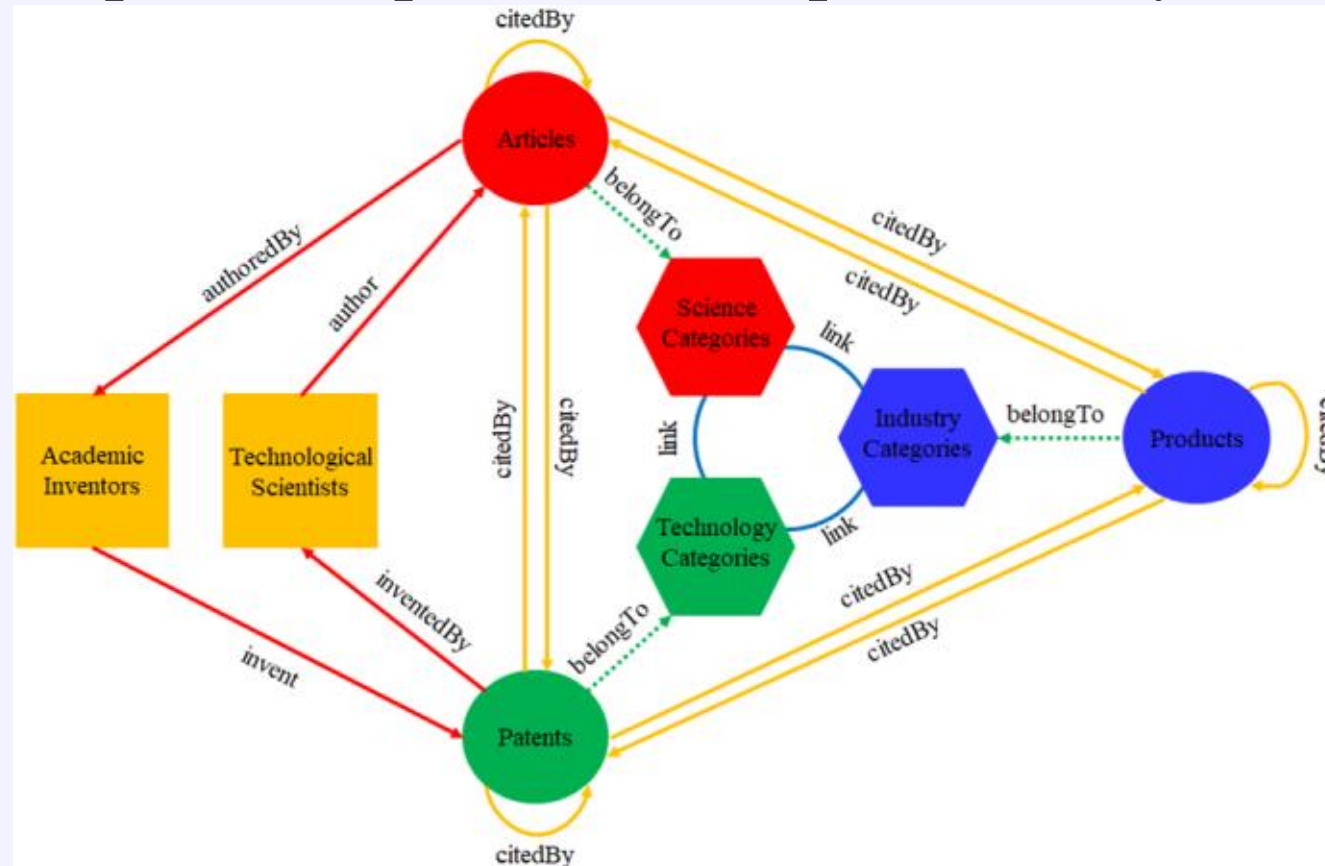 citedBy
Articles
belongTo
citedBy
citedBy
authoredBy
author
Science
Categories
link
Academic
Inventors
Technological
Scientists
citedBy
citedBy
link
Industry
Categories
belongTo
Products
citedBy
Technology
Categories
link
inventedBy
belongTo
citedBy
citedBy
invent
Patents
citedBy